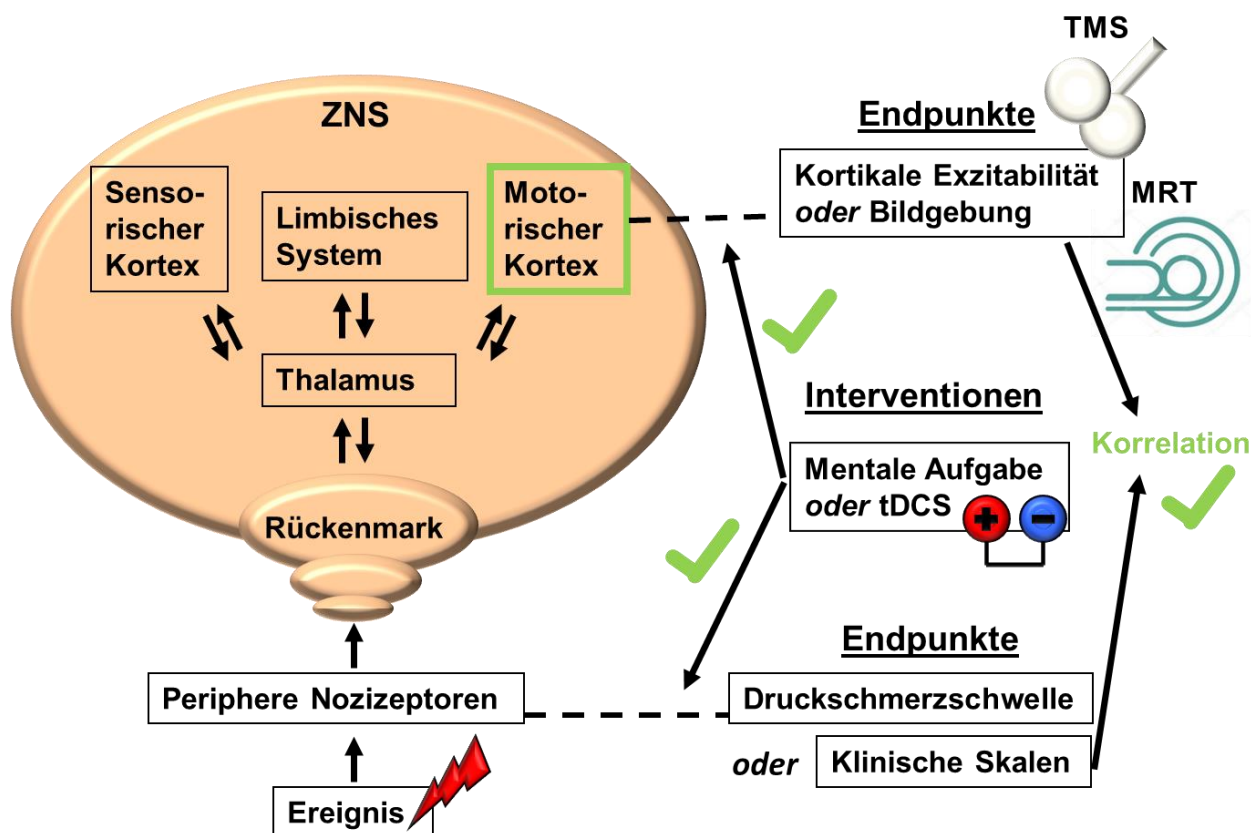 ZNS
Senso-
rischer
Kortex
Limbisches
System
Moto-
rischer
Kortex
Thalamus
Rückenmark
Periphere Nozizeptoren
Ereignis
TMS
Endpunkte
Kortikale Exzitabilität
oder Bildgebung
MRT
Interventionen
Mentale Aufgabe
oder tDCS
+ −
Korrelation
Endpunkte
Druckschmerzschwelle
oder Klinische Skalen